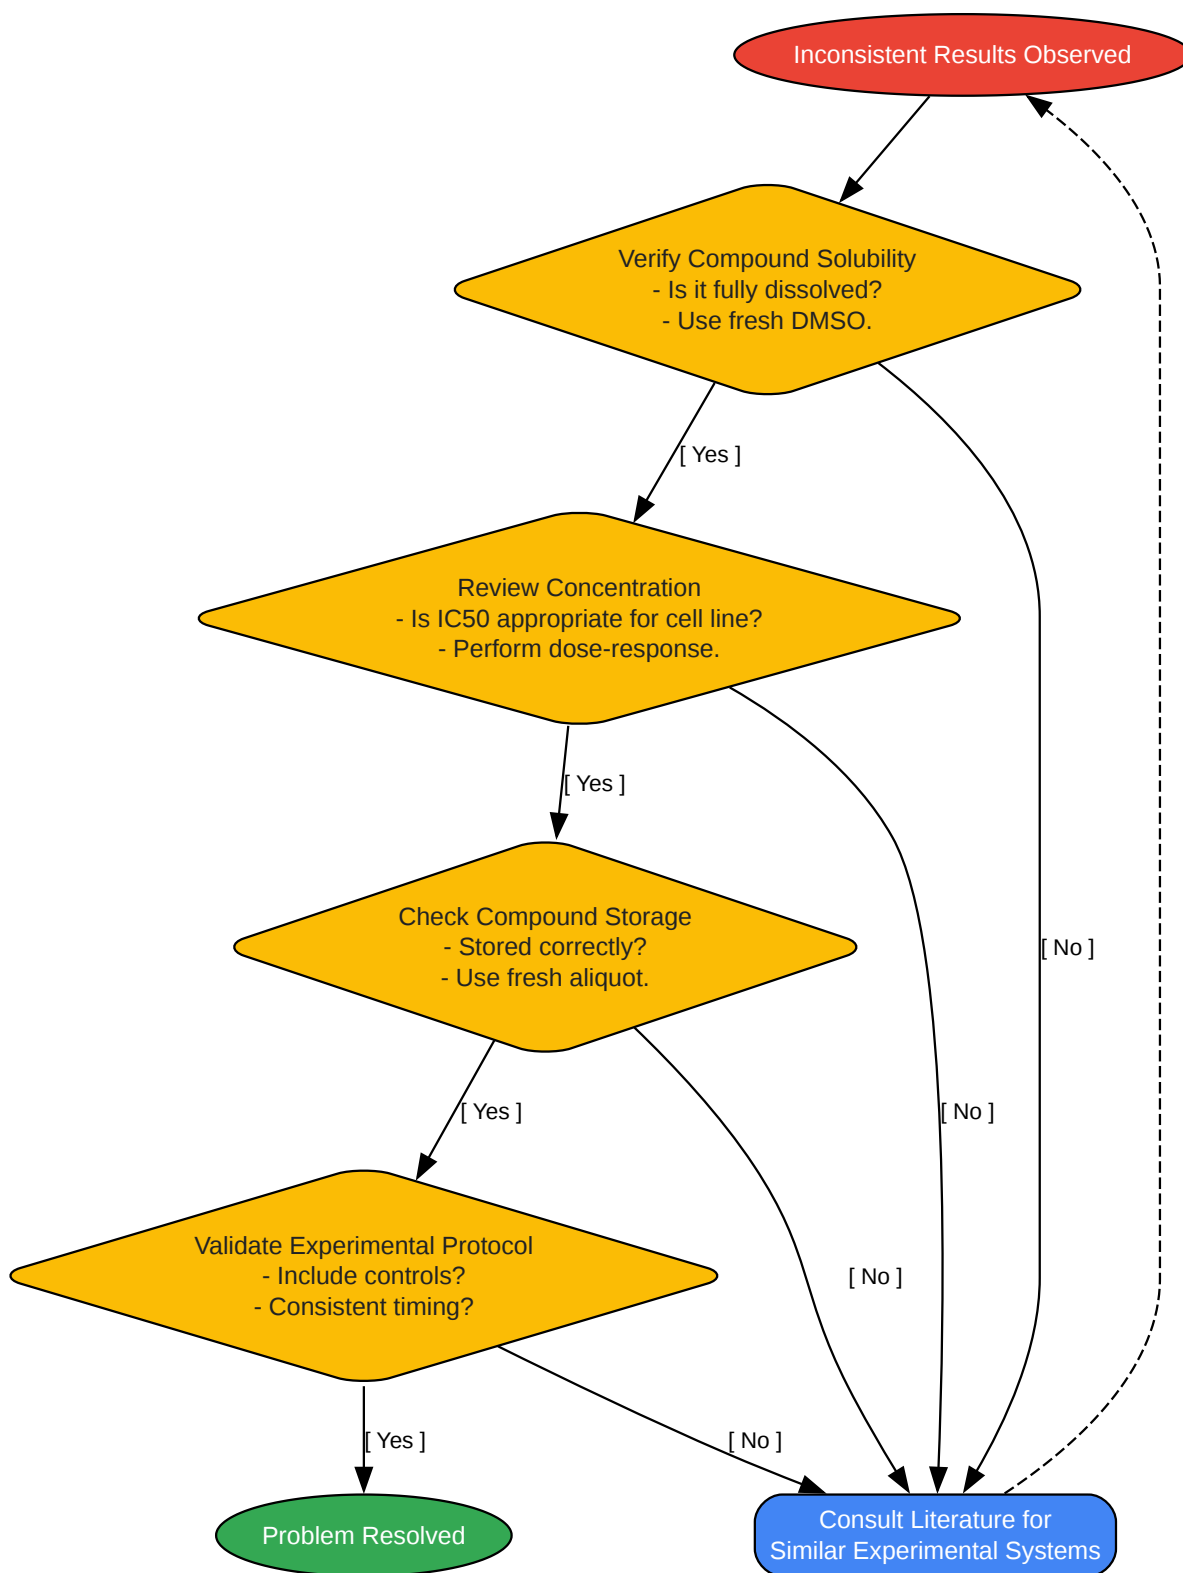 Inconsistent Results Observed
Verify Compound Solubility
- Is it fully dissolved?
- Use fresh DMSO.
[ Yes ]
Review Concentration
- Is IC50 appropriate for cell line?
- Perform dose-response.
[ Yes ]
Check Compound Storage
- Stored correctly?
- Use fresh aliquot.
[ No ]
[ Yes ]
[ No ]
Validate Experimental Protocol
- Include controls?
- Consistent timing?
[ No ]
[ Yes ]
[ No ]
Problem Resolved
Consult Literature for
Similar Experimental Systems